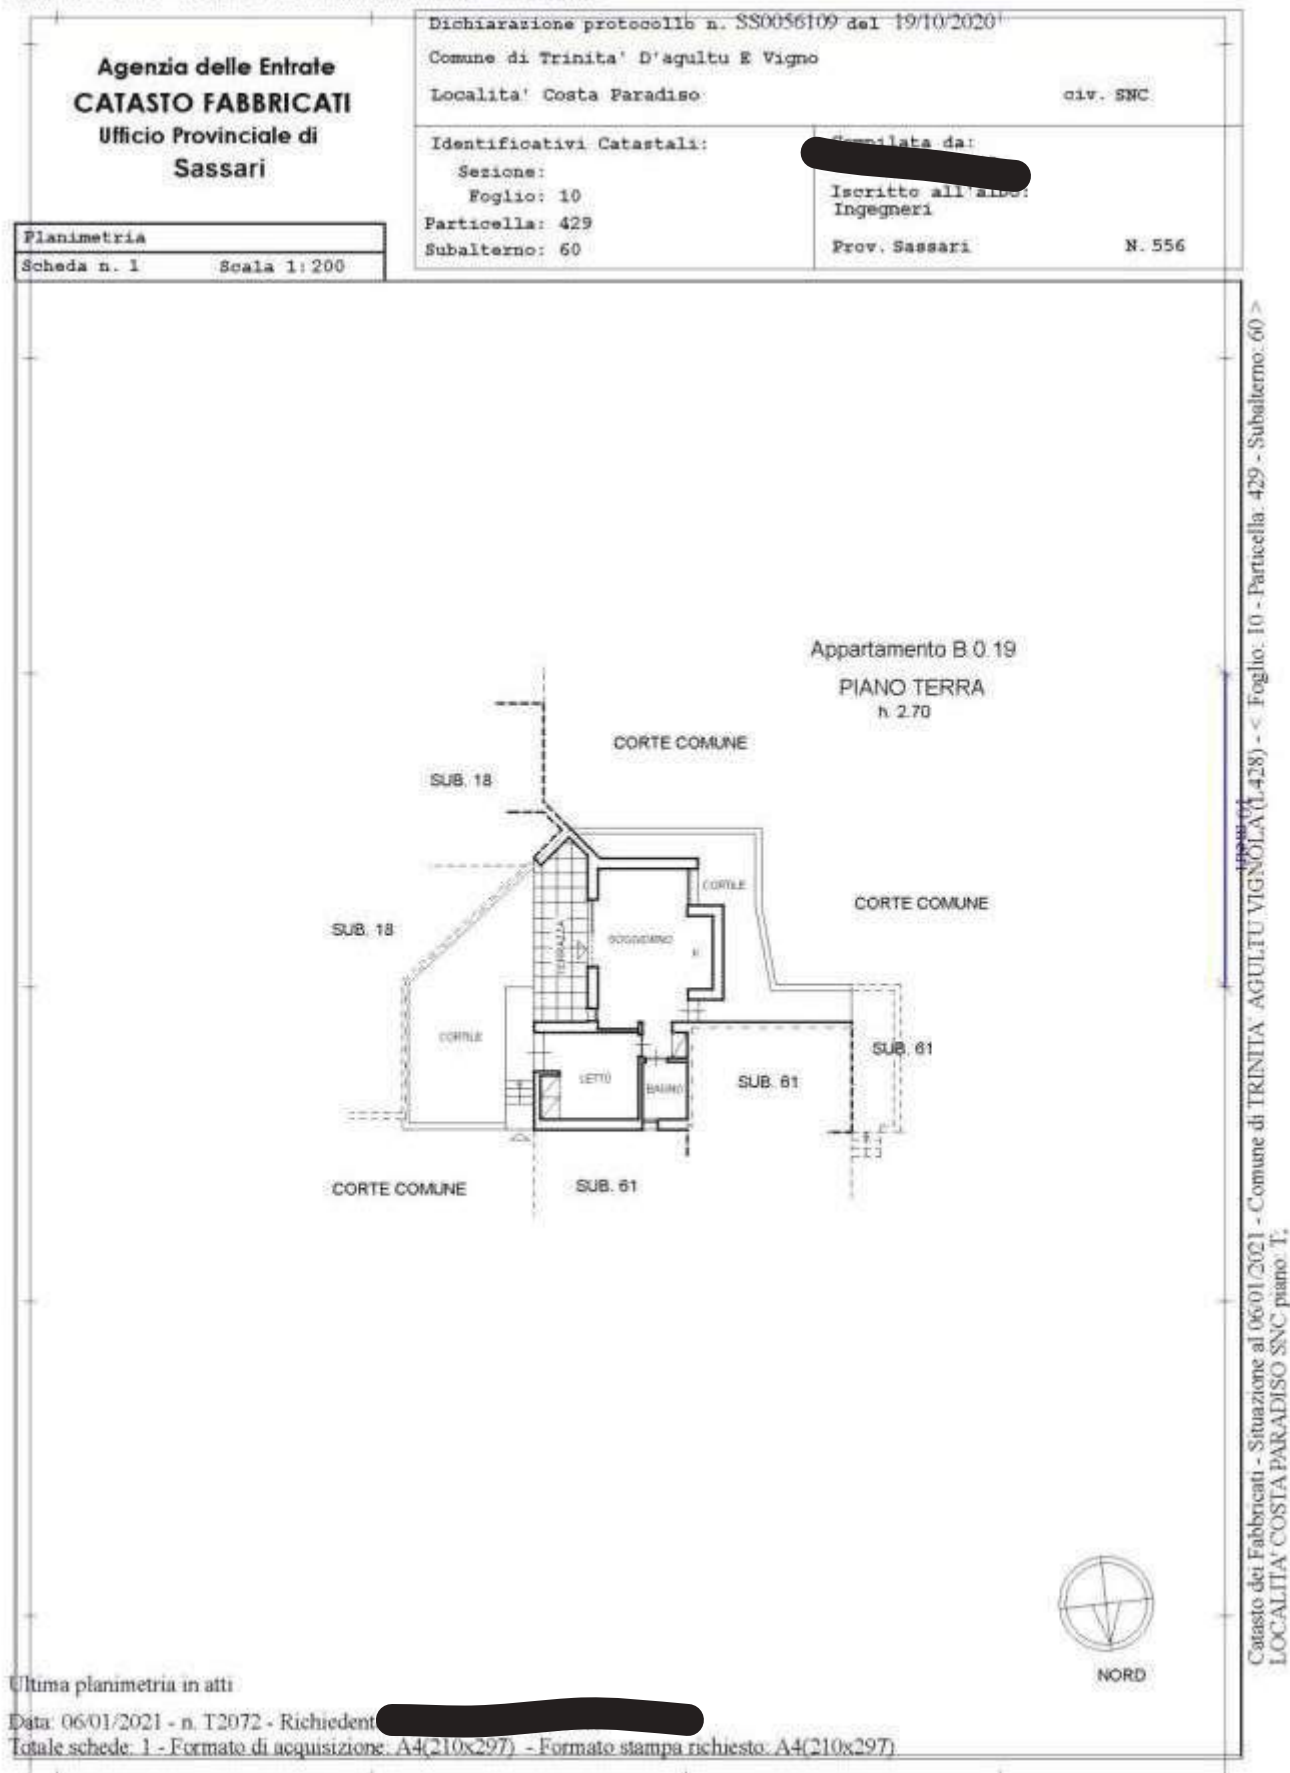 Agenzia delle Entrate
CATASTO FABBRICATI
Ufficio Provinciale di
Sassari
Planimetria
Scheda n. 1 Scala 1:200
Dichiarazione protocollo n. SS0056109 del 19/10/2020
Comune di Trinita' D'agultu E Vigno
Localita' Costa Paradiso civ. SNC
Identificativi Catastali:
Sezione:
Foglio: 10
Particella: 429
Subalterno: 60
Compilata da:
Iscritto all'albo:
Ingegneri
Prov. Sassari N. 556
Appartamento B.0.19
PIANO TERRA
h. 2.70
CORTE COMUNE
SUB. 18
CORTILE
CORTE COMUNE
SUB. 18
TERRAZZA
SOGGIORNO
K
CORTILE
SUB. 61
LETTO
BAGNO
SUB. 61
CORTE COMUNE
SUB. 61
NORD
10 metri
Catasto dei Fabbricati - Situazione al 06/01/2021 - Comune di TRINITA' AGULTU VIGNOLA (L428) - < Foglio: 10 - Particella: 429 - Subalterno: 60 >
LOCALITA' COSTA PARADISO SNC piano: T;
Ultima planimetria in atti
Data: 06/01/2021 - n. T2072 - Richiedent
Totale schede: 1 - Formato di acquisizione: A4(210x297) - Formato stampa richiesto: A4(210x297)